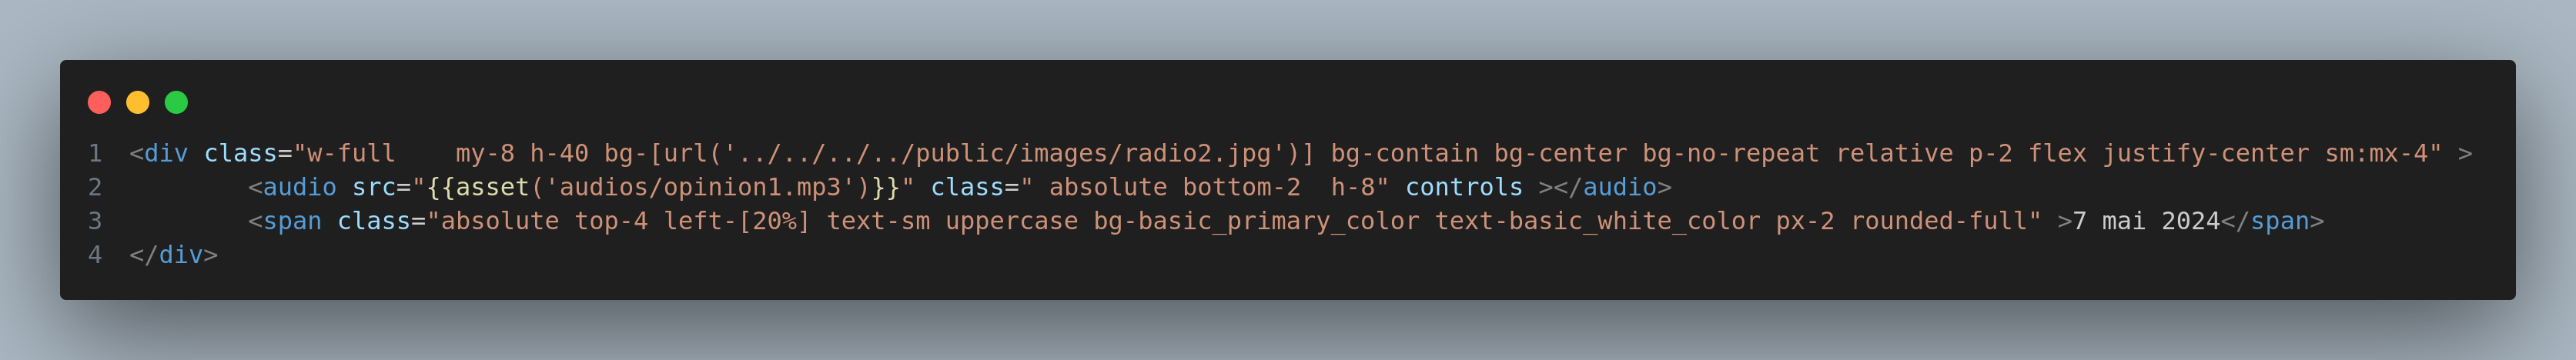 1 <div class="w-full    my-8 h-40 bg-[url('../../../../public/images/radio2.jpg')] bg-contain bg-center bg-no-repeat relative p-2 flex justify-center sm:mx-4" >
2         <audio src="{{asset('audios/opinion1.mp3')}}" class=" absolute bottom-2  h-8" controls ></audio>
3         <span class="absolute top-4 left-[20%] text-sm uppercase bg-basic_primary_color text-basic_white_color px-2 rounded-full" >7 mai 2024</span>
4 </div>